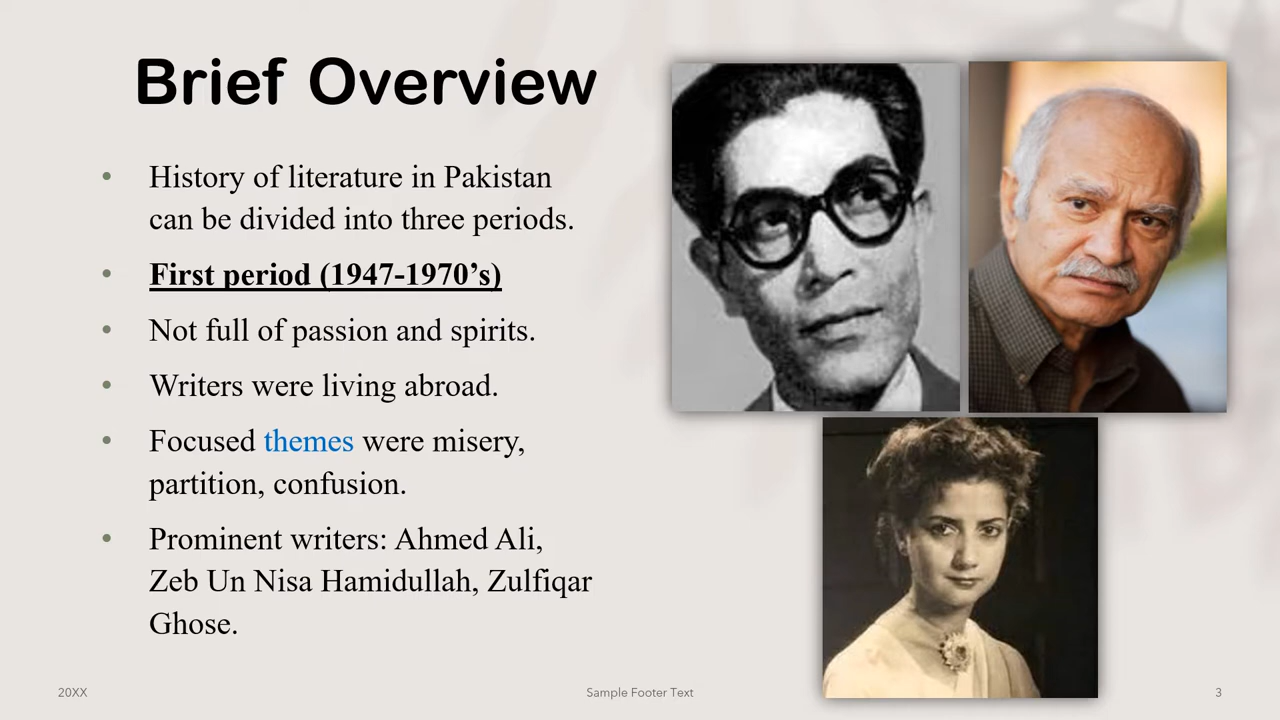 Brief Overview
• History of literature in Pakistan
can be divided into three periods.
• First period (1947-1970’s)
• Not full of passion and spirits.
• Writers were living abroad.
• Focused themes were misery,
partition, confusion.
• Prominent writers: Ahmed Ali,
Zeb Un Nisa Hamidullah, Zulfiqar
Ghose.
20XX
Sample Footer Text
3